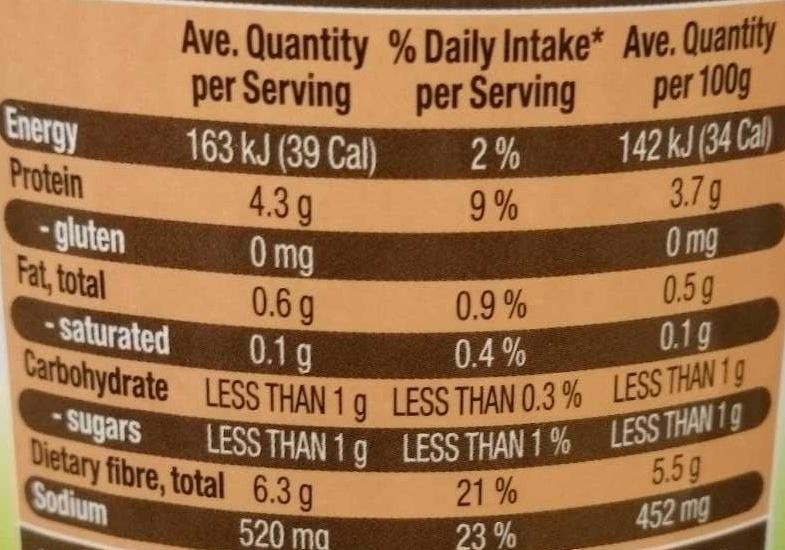 Ave. Quantity % Daily Intake* Ave. Quantity
per Serving per Serving per 100g
Energy 163 kJ (39 Cal) 2 % 142 kJ (34 Cal)
Protein 4.3 g 9 % 3.7 g
- gluten 0 mg 0 mg
Fat, total 0.6 g 0.9 % 0.5 g
- saturated 0.1 g 0.4 % 0.1 g
Carbohydrate LESS THAN 1 g LESS THAN 0.3 % LESS THAN 1 g
- sugars LESS THAN 1 g LESS THAN 1 % LESS THAN 1 g
Dietary fibre, total 6.3 g 21 % 5.5 g
Sodium 520 mg 23 % 452 mg